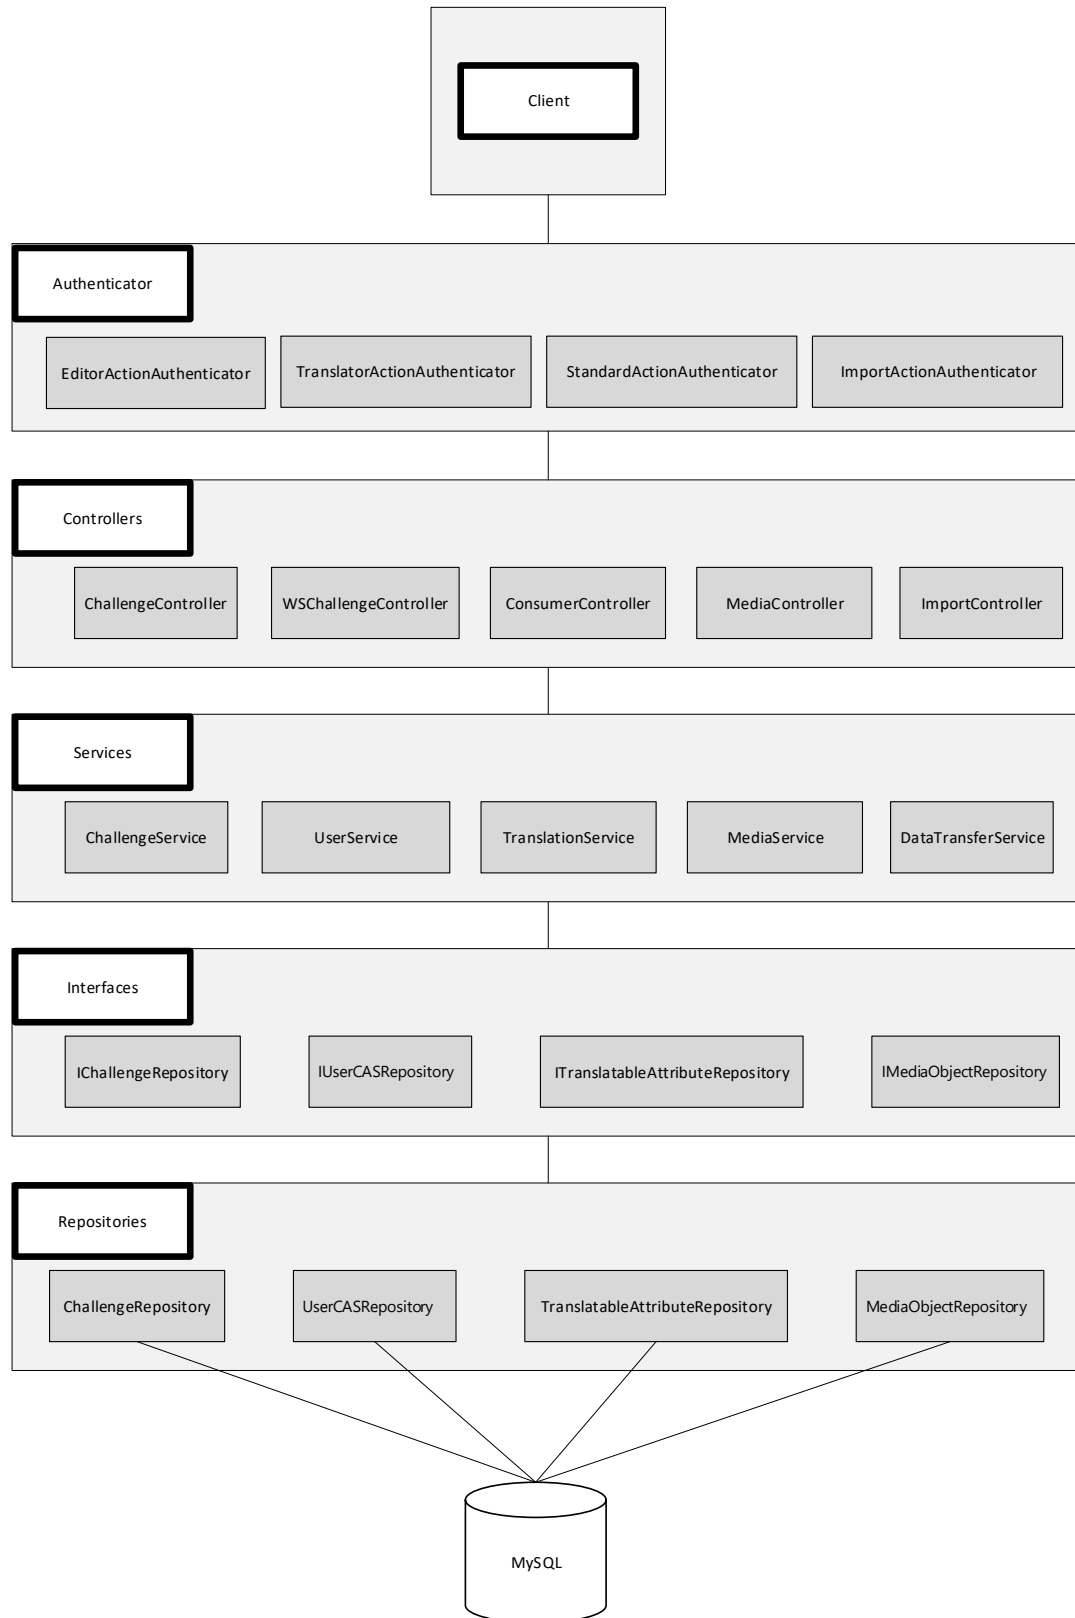 Client
Authenticator
EditorActionAuthenticator
TranslatorActionAuthenticator
StandardActionAuthenticator
ImportActionAuthenticator
Controllers
ChallengeController
WSChallengeController
ConsumerController
MediaController
ImportController
Services
ChallengeService
UserService
TranslationService
MediaService
DataTransferService
Interfaces
IChallengeRepository
IUserCASRepository
ITranslatableAttributeRepository
IMediaObjectRepository
Repositories
ChallengeRepository
UserCASRepository
TranslatableAttributeRepository
MediaObjectRepository
MySQL